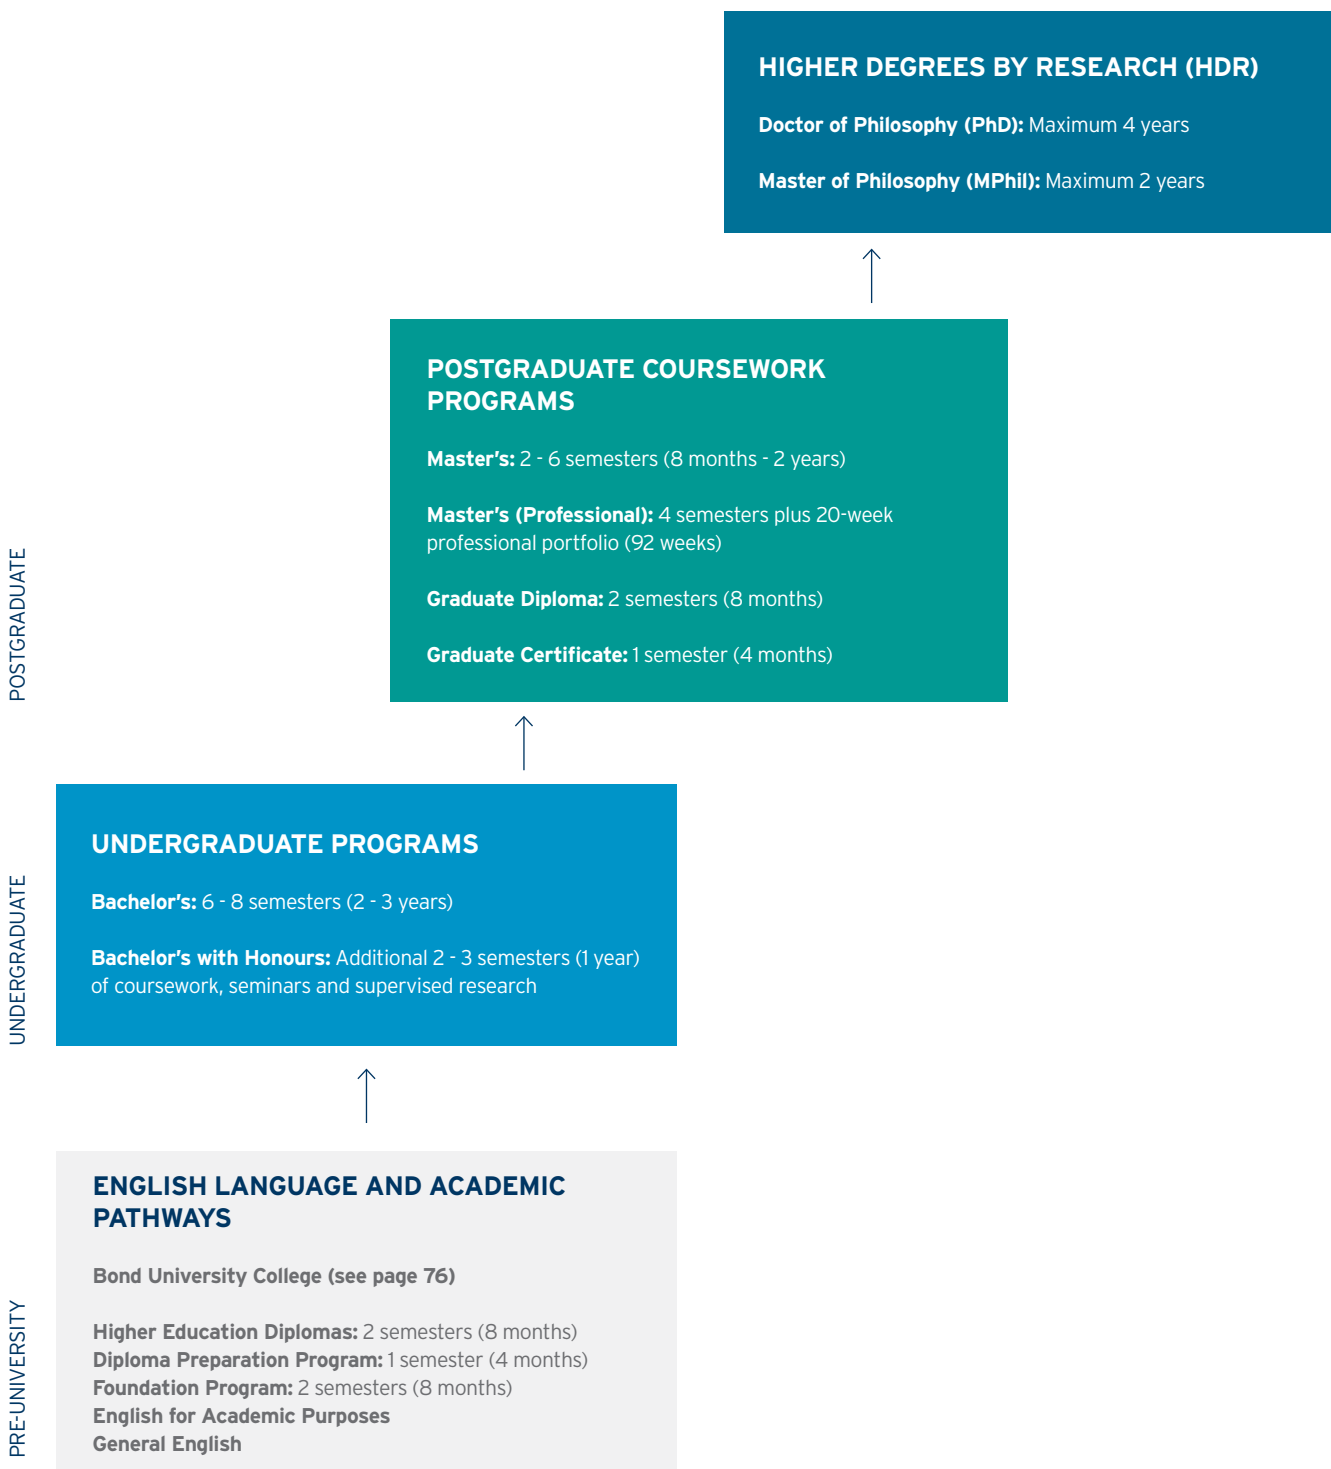 HIGHER DEGREES BY RESEARCH (HDR)
Doctor of Philosophy (PhD): Maximum 4 years
Master of Philosophy (MPhil): Maximum 2 years
POSTGRADUATE COURSEWORK
PROGRAMS
Master's: 2 - 6 semesters (8 months - 2 years)
Master's (Professional): 4 semesters plus 20-week
professional portfolio (92 weeks)
Graduate Diploma: 2 semesters (8 months)
Graduate Certificate: 1 semester (4 months)
POSTGRADUATE
UNDERGRADUATE PROGRAMS
Bachelor's: 6 - 8 semesters (2 - 3 years)
Bachelor's with Honours: Additional 2 - 3 semesters (1 year)
of coursework, seminars and supervised research
UNDERGRADUATE
ENGLISH LANGUAGE AND ACADEMIC
PATHWAYS
Bond University College (see page 76)
Higher Education Diplomas: 2 semesters (8 months)
Diploma Preparation Program: 1 semester (4 months)
Foundation Program: 2 semesters (8 months)
English for Academic Purposes
General English
PRE-UNIVERSITY